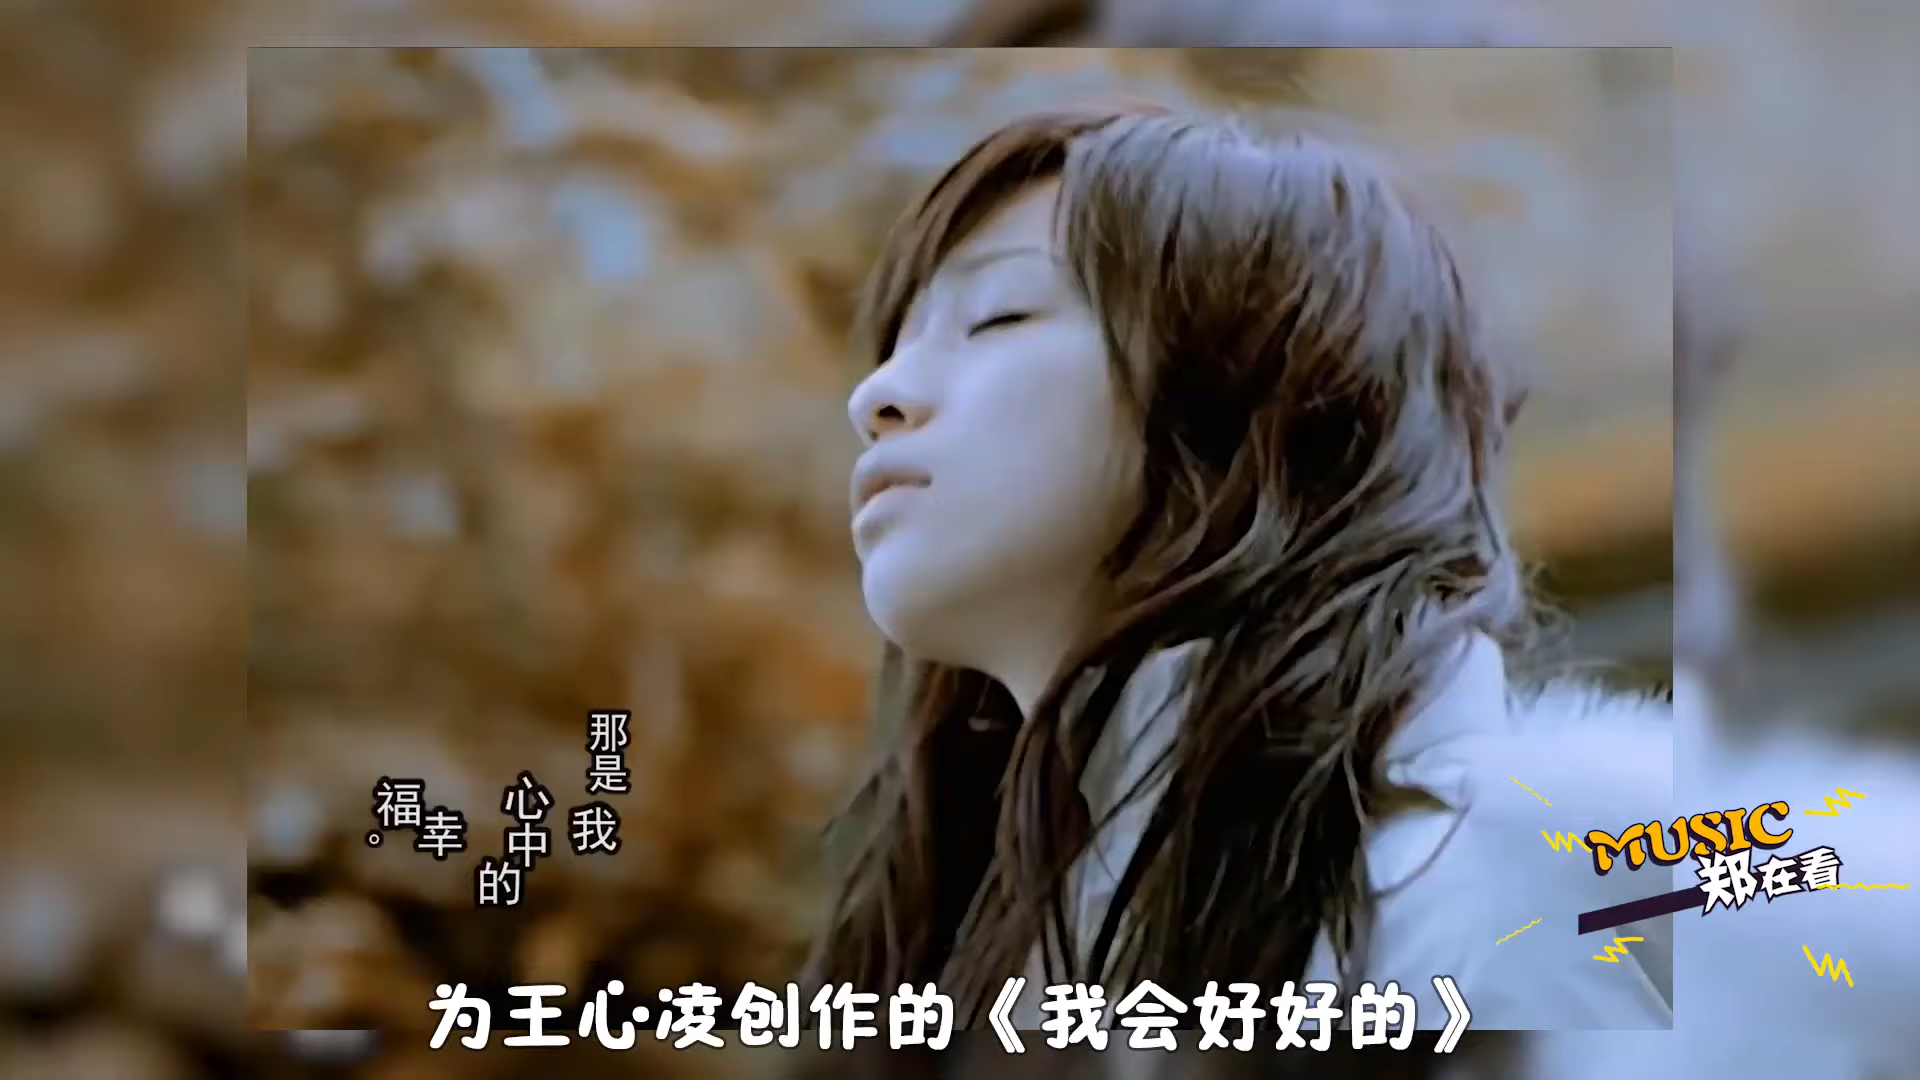 那是我
心中的
幸福。
MUSIC
郑在看
为王心凌创作的《我会好好的》